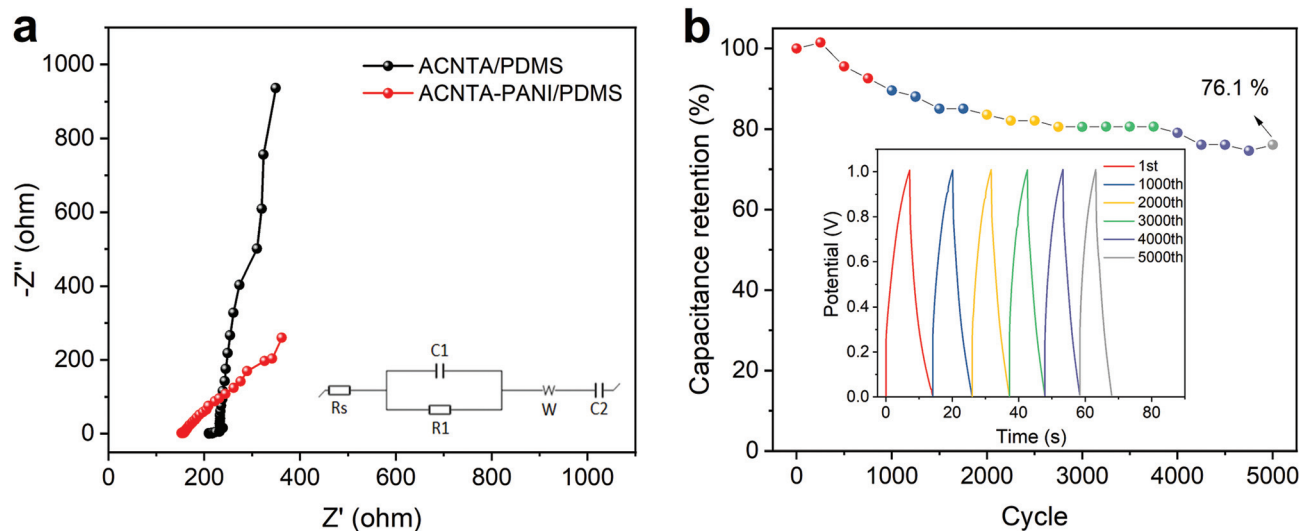 a
1000
800
600
400
200
0
-Z'' (ohm)
ACNTA/PDMS
ACNTA-PANI/PDMS
C1
Rs
R1
W
C2
0 200 400 600 800 1000
Z' (ohm)
b
100
80
60
40
20
0
Capacitance retention (%)
76.1 %
1.0
0.8
0.6
0.4
0.2
0.0
Potential (V)
1st
1000th
2000th
3000th
4000th
5000th
0 20 40 60 80
Time (s)
0 1000 2000 3000 4000 5000
Cycle